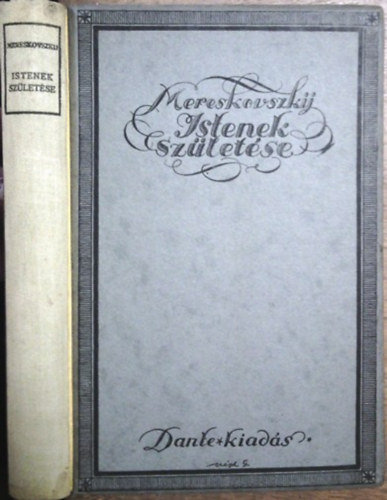 MERESKOVSZKIJ
ISTENEK
SZÜLETÉSE
Mereskovszkij
Istenek
születése
Dante kiadás